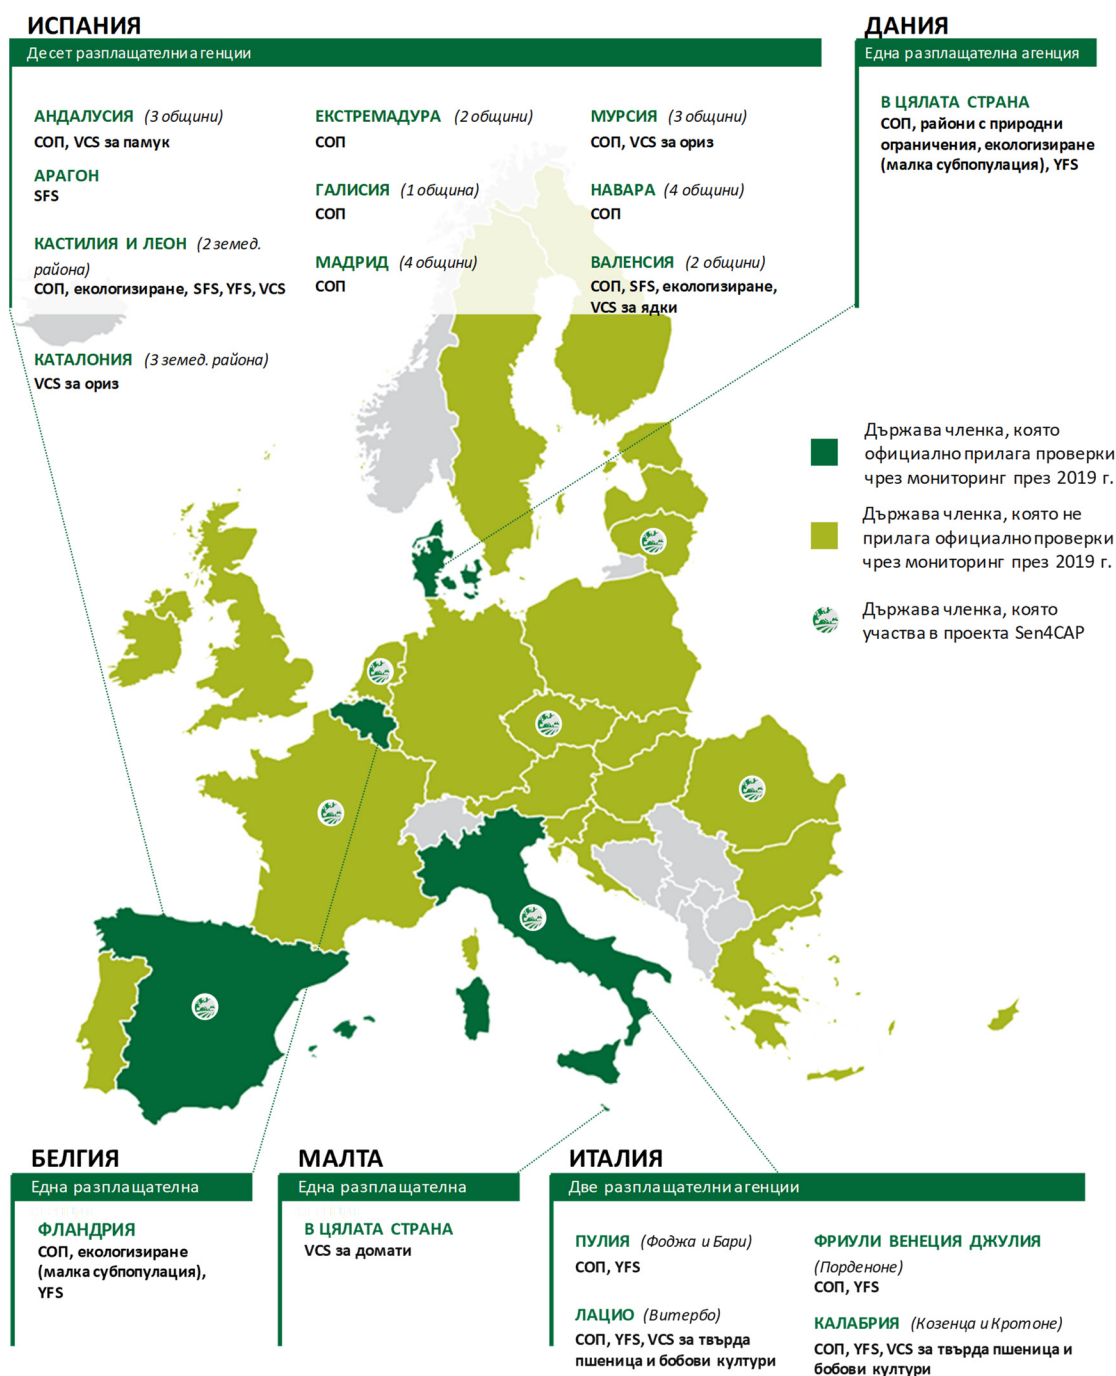 ИСПАНИЯ
Десет разплащателни агенции
АНДАЛУСИЯ (3 общини)
СОП, VCS за памук
АРАГОН
SFS
КАСТИЛИЯ И ЛЕОН (2 земед.
района)
СОП, екологизиране, SFS, YFS, VCS
КАТАЛОНИЯ (3 земед. района)
VCS за ориз
ЕКСТРЕМАДУРА (2 общини)
СОП
ГАЛИСИЯ (1 община)
СОП
МАДРИД (4 общини)
СОП
МУРСИЯ (3 общини)
СОП, VCS за ориз
НАВАРА (4 общини)
СОП
ВАЛЕНСИЯ (2 общини)
СОП, SFS, екологизиране,
VCS за ядки
ДАНИЯ
Една разплащателна агенция
В ЦЯЛАТА СТРАНА
СОП, райони с природни
ограничения, екологизиране
(малка субпопулация), YFS
Държава членка, която
официално прилага проверки
чрез мониторинг през 2019 г.
Държава членка, която не
прилага официално проверки
чрез мониторинг през 2019 г.
Държава членка, която
участва в проекта Sen4CAP
БЕЛГИЯ
Една разплащателна
ФЛАНДРИЯ
СОП, екологизиране
(малка субпопулация),
YFS
МАЛТА
Една разплащателна
В ЦЯЛАТА СТРАНА
VCS за домати
ИТАЛИЯ
Две разплащателни агенции
ПУЛИЯ (Фоджа и Бари)
СОП, YFS
ЛАЦИО (Витербо)
СОП, YFS, VCS за твърда
пшеница и бобови култури
ФРИУЛИ ВЕНЕЦИЯ ДЖУЛИЯ
(Порденоне)
СОП, YFS
КАЛАБРИЯ (Козенца и Кротоне)
СОП, YFS, VCS за твърда пшеница и
бобови култури